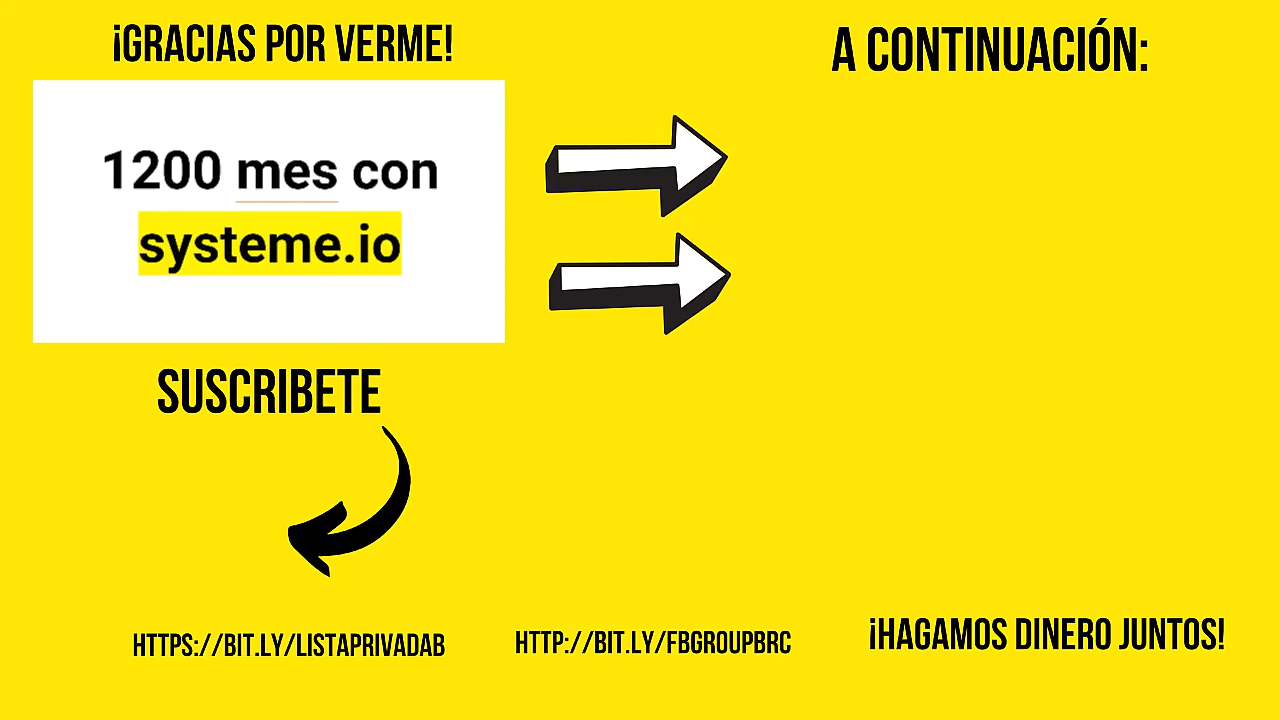 ¡GRACIAS POR VERME!
A CONTINUACIÓN:
1200 mes con
systeme.io
SUSCRIBETE
HTTPS://BIT.LY/LISTAPRIVADAB
HTTP://BIT.LY/FBGROUPBRC
¡HAGAMOS DINERO JUNTOS!